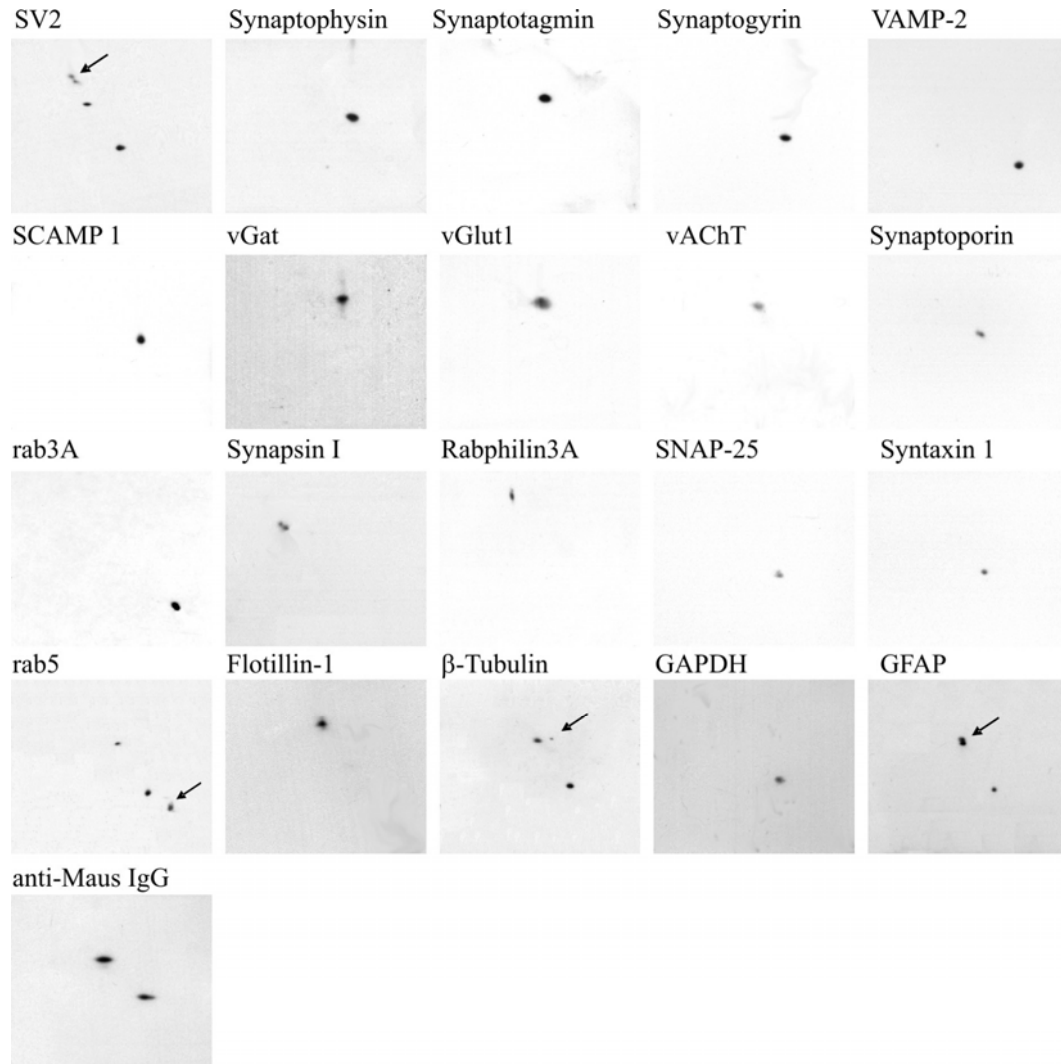 SV2 Synaptophysin Synaptotagmin Synaptogyrin VAMP-2
SCAMP 1 vGat vGlut1 vAChT Synaptoporin
rab3A Synapsin I Rabphilin3A SNAP-25 Syntaxin 1
rab5 Flotillin-1 β-Tubulin GAPDH GFAP
anti-Maus IgG